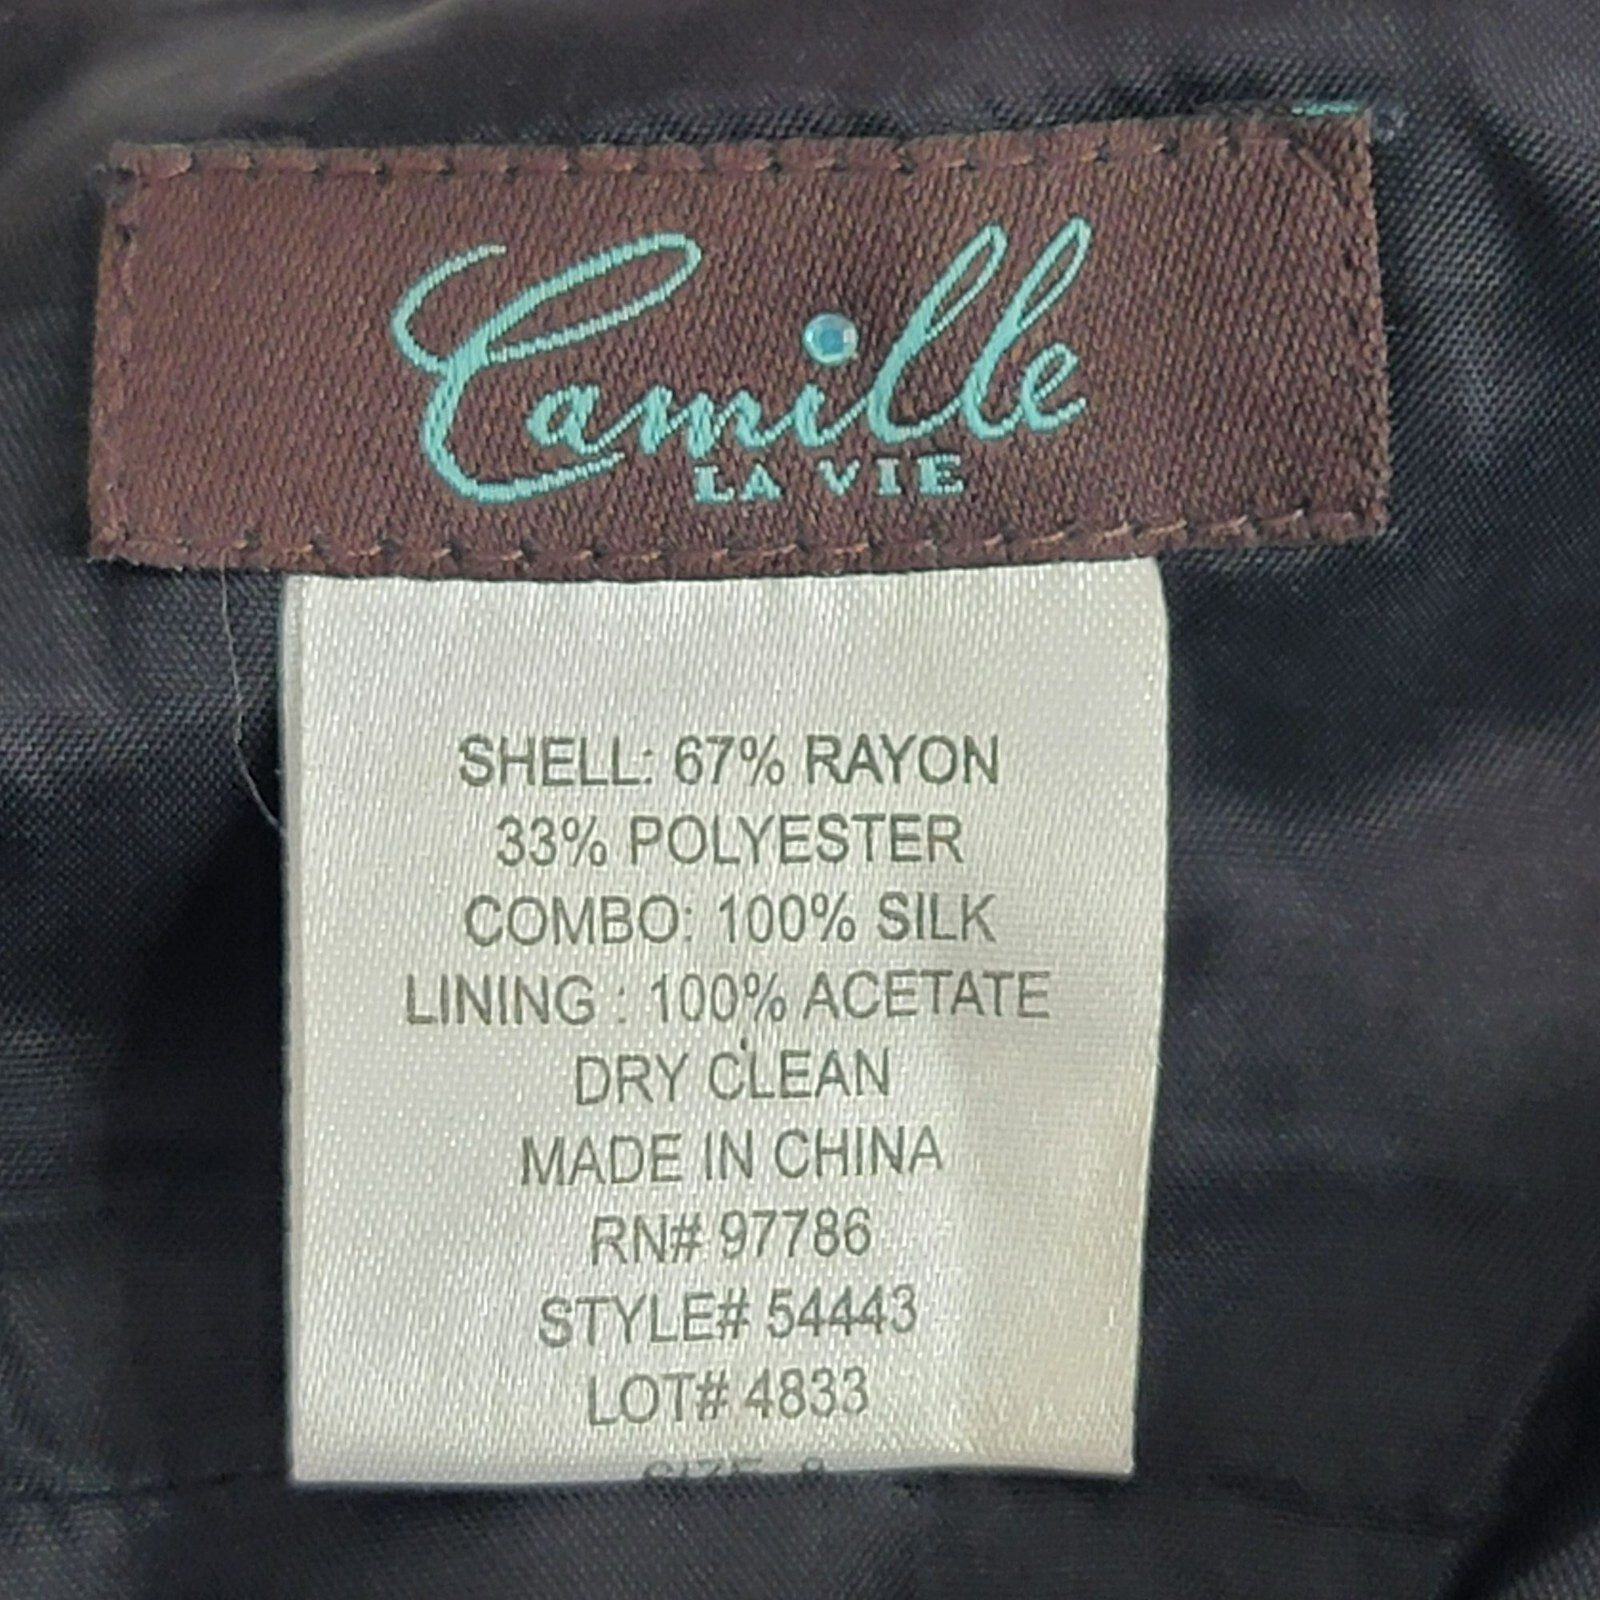 Camille
LA VIE
SHELL: 67% RAYON
33% POLYESTER
COMBO: 100% SILK
LINING : 100% ACETATE
DRY CLEAN
MADE IN CHINA
RN# 97786
STYLE# 54443
LOT# 4833
SIZE